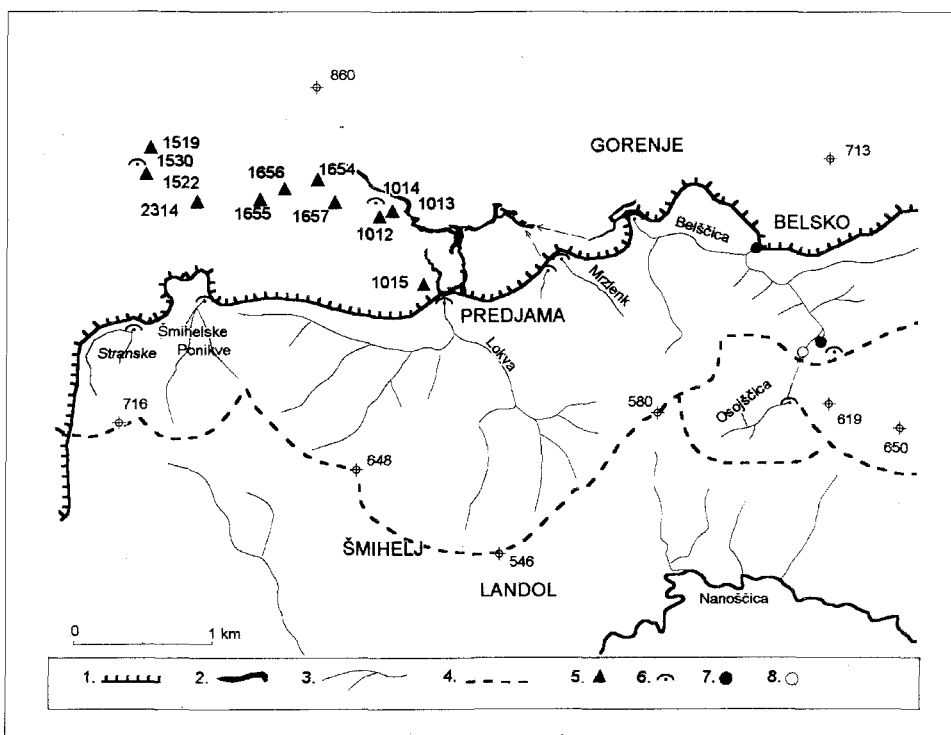 860
GORENJE
713
1519
1530
1522
2314
1656
1654
1655
1657
1014
1013
1012
BELSKO
Belščica
1015
Mrzlenk
PREDJAMA
Šmihelske
Ponikve
Stranske
Lokva
Osojščica
716
580
619
650
648
ŠMIHELJ
546
LANDOL
Nanoščica
0 1 km
1. 2. 3. 4. 5. 6. 7. 8.